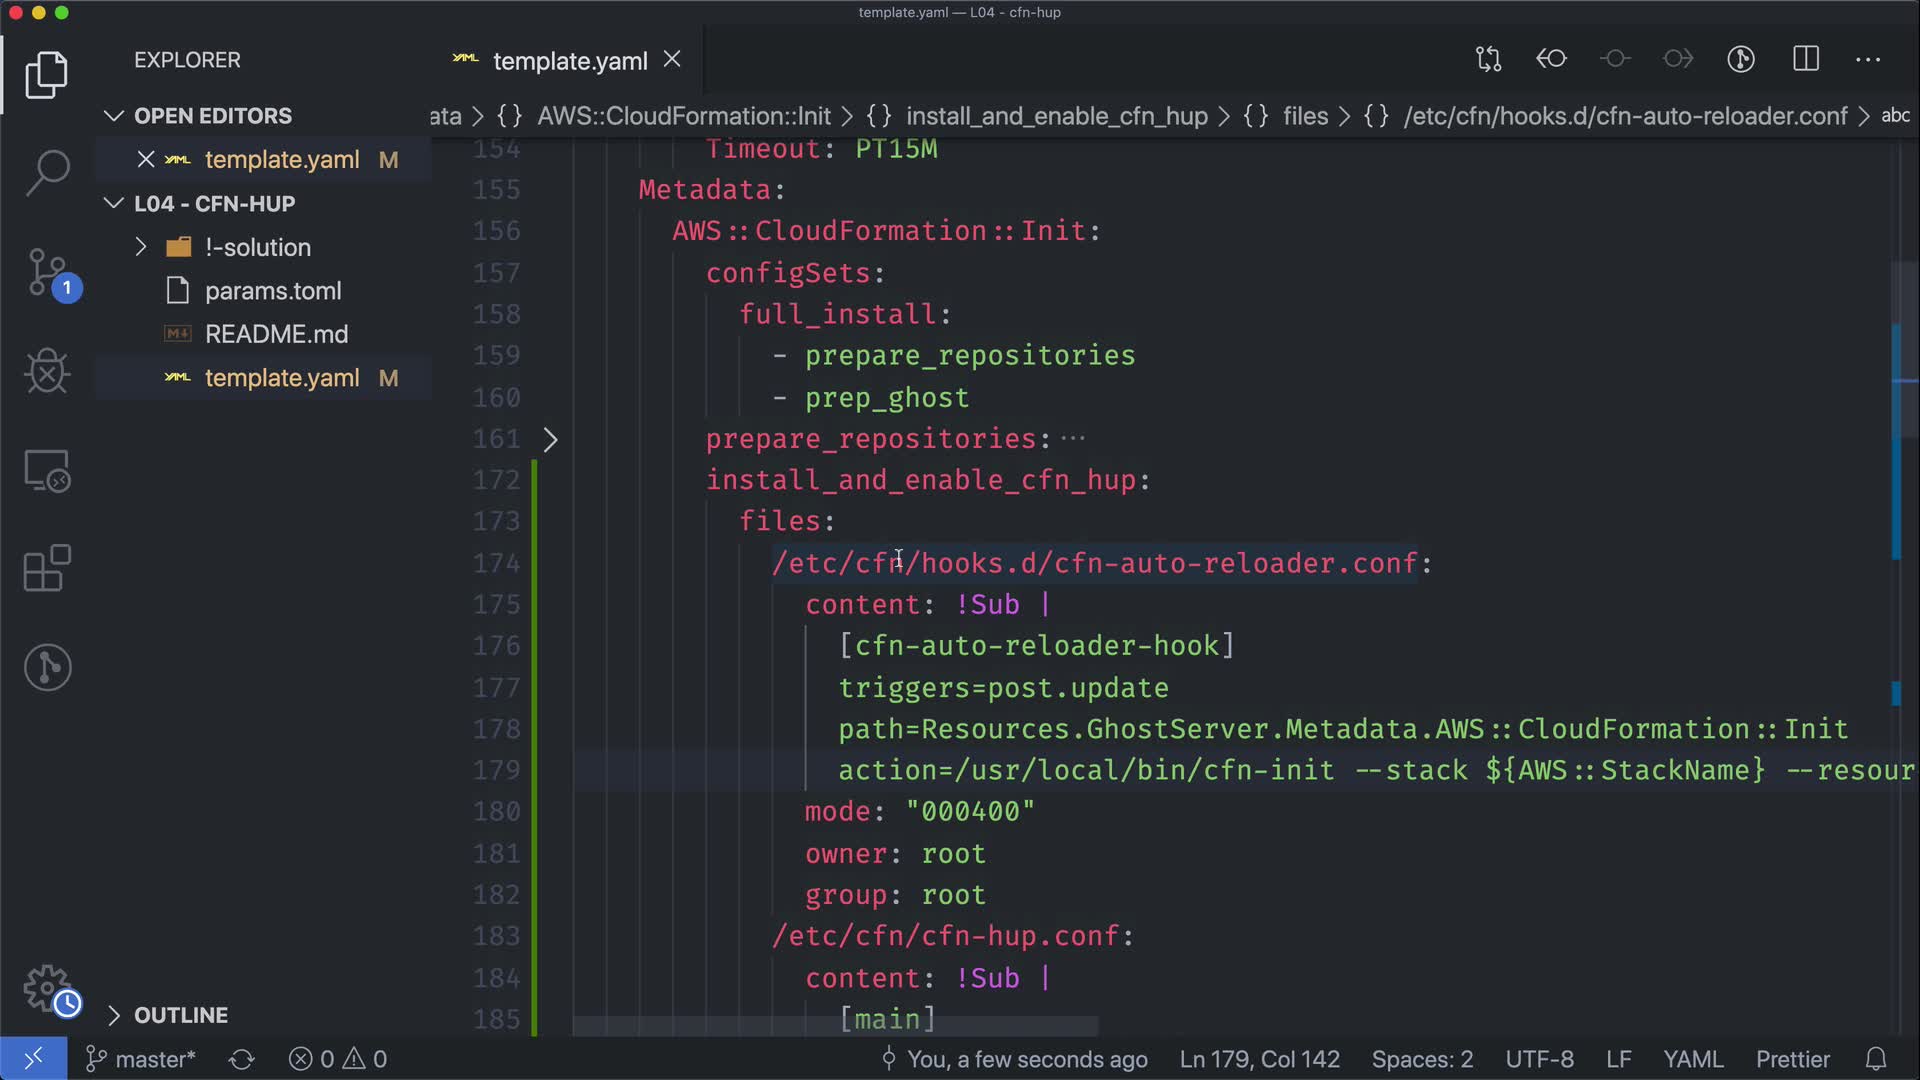 template.yaml — L04 - cfn-hup
EXPLORER
template.yaml
OPEN EDITORS
ata > {} AWS::CloudFormation::Init > {} install_and_enable_cfn_hup > {} files > {} /etc/cfn/hooks.d/cfn-auto-reloader.conf > abc
template.yaml M
L04 - CFN-HUP
!-solution
params.toml
README.md
template.yaml M
154 Timeout: PT15M
155 Metadata:
156 AWS::CloudFormation::Init:
157 configSets:
158 full_install:
159 - prepare_repositories
160 - prep_ghost
161 prepare_repositories: ···
172 install_and_enable_cfn_hup:
173 files:
174 /etc/cfn/hooks.d/cfn-auto-reloader.conf:
175 content: !Sub |
176 [cfn-auto-reloader-hook]
177 triggers=post.update
178 path=Resources.GhostServer.Metadata.AWS::CloudFormation::Init
179 action=/usr/local/bin/cfn-init --stack ${AWS::StackName} --resour
180 mode: "000400"
181 owner: root
182 group: root
183 /etc/cfn/cfn-hup.conf:
184 content: !Sub |
185 [main]
1
OUTLINE
master* 0 0 You, a few seconds ago Ln 179, Col 142 Spaces: 2 UTF-8 LF YAML Prettier